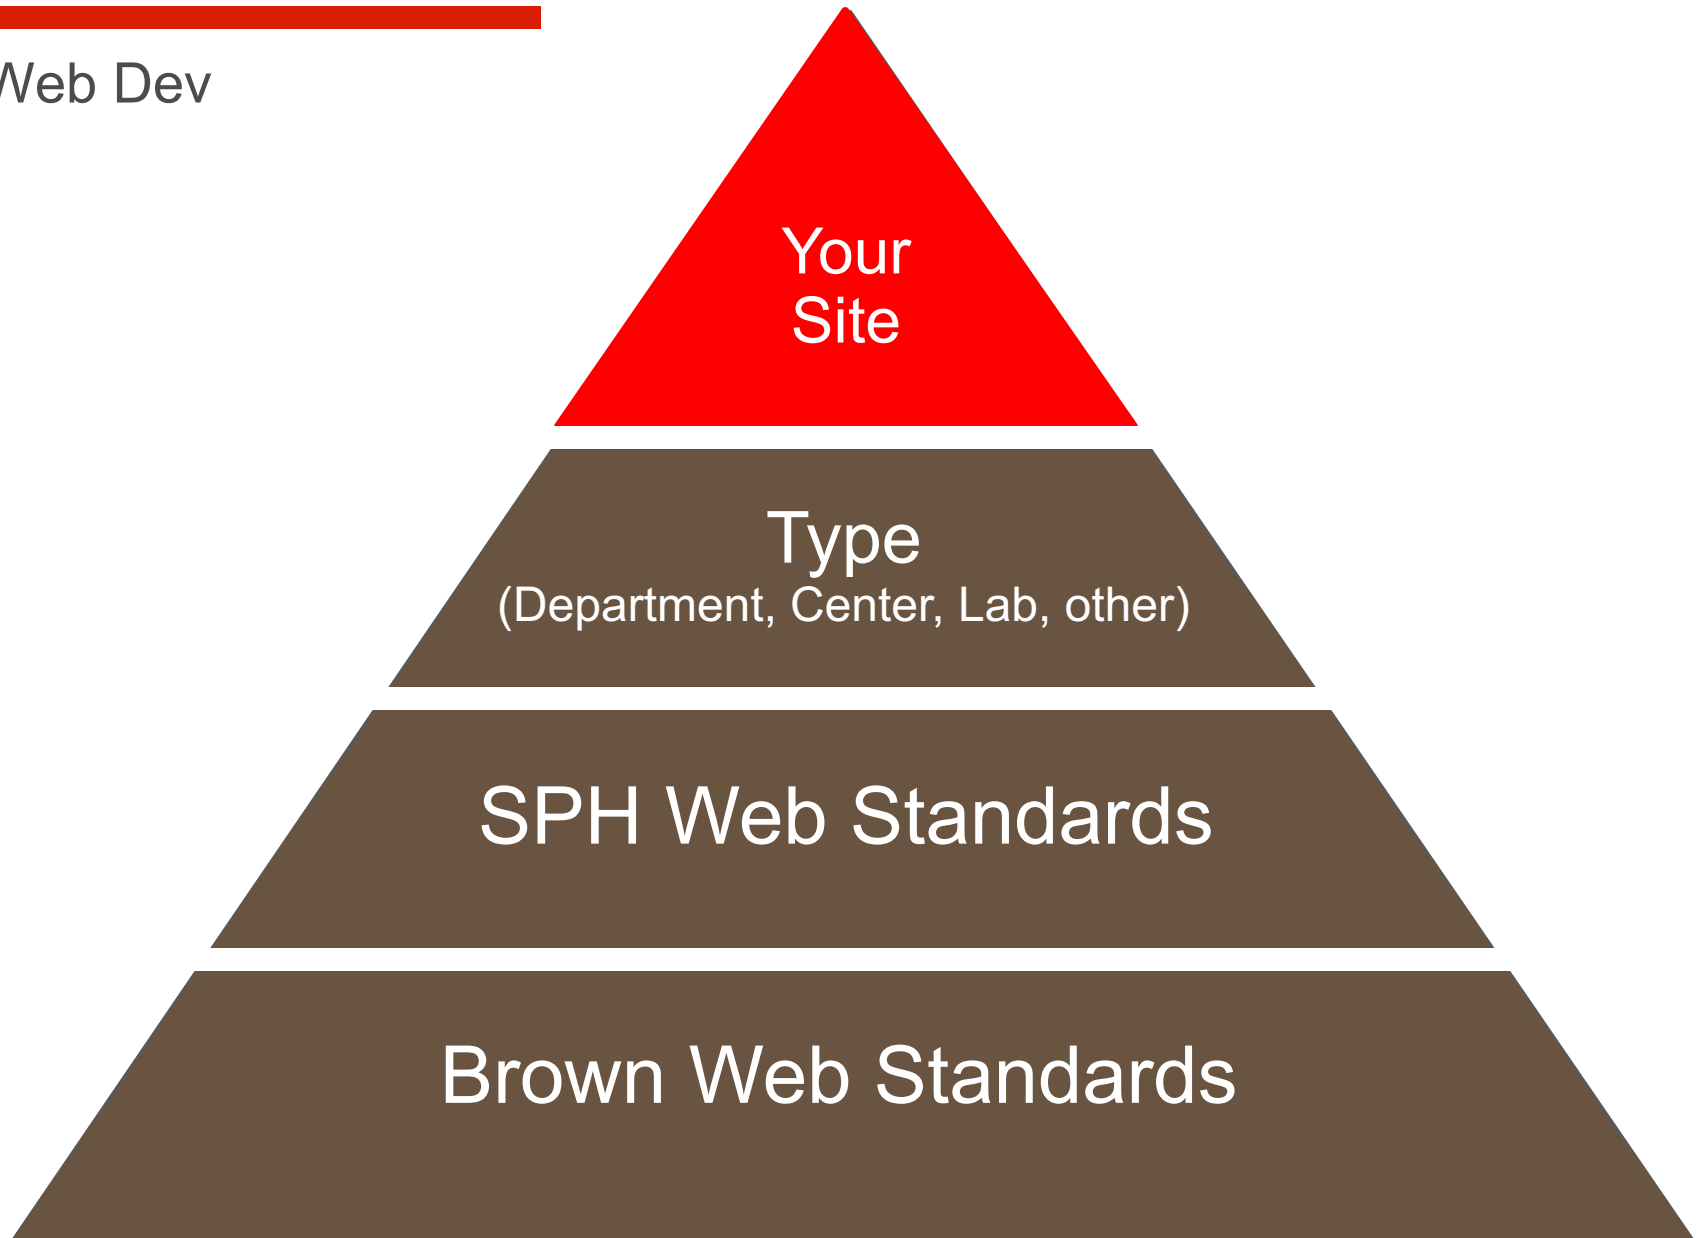 Web Dev
Your
Site
Type
(Department, Center, Lab, other)
SPH Web Standards
Brown Web Standards